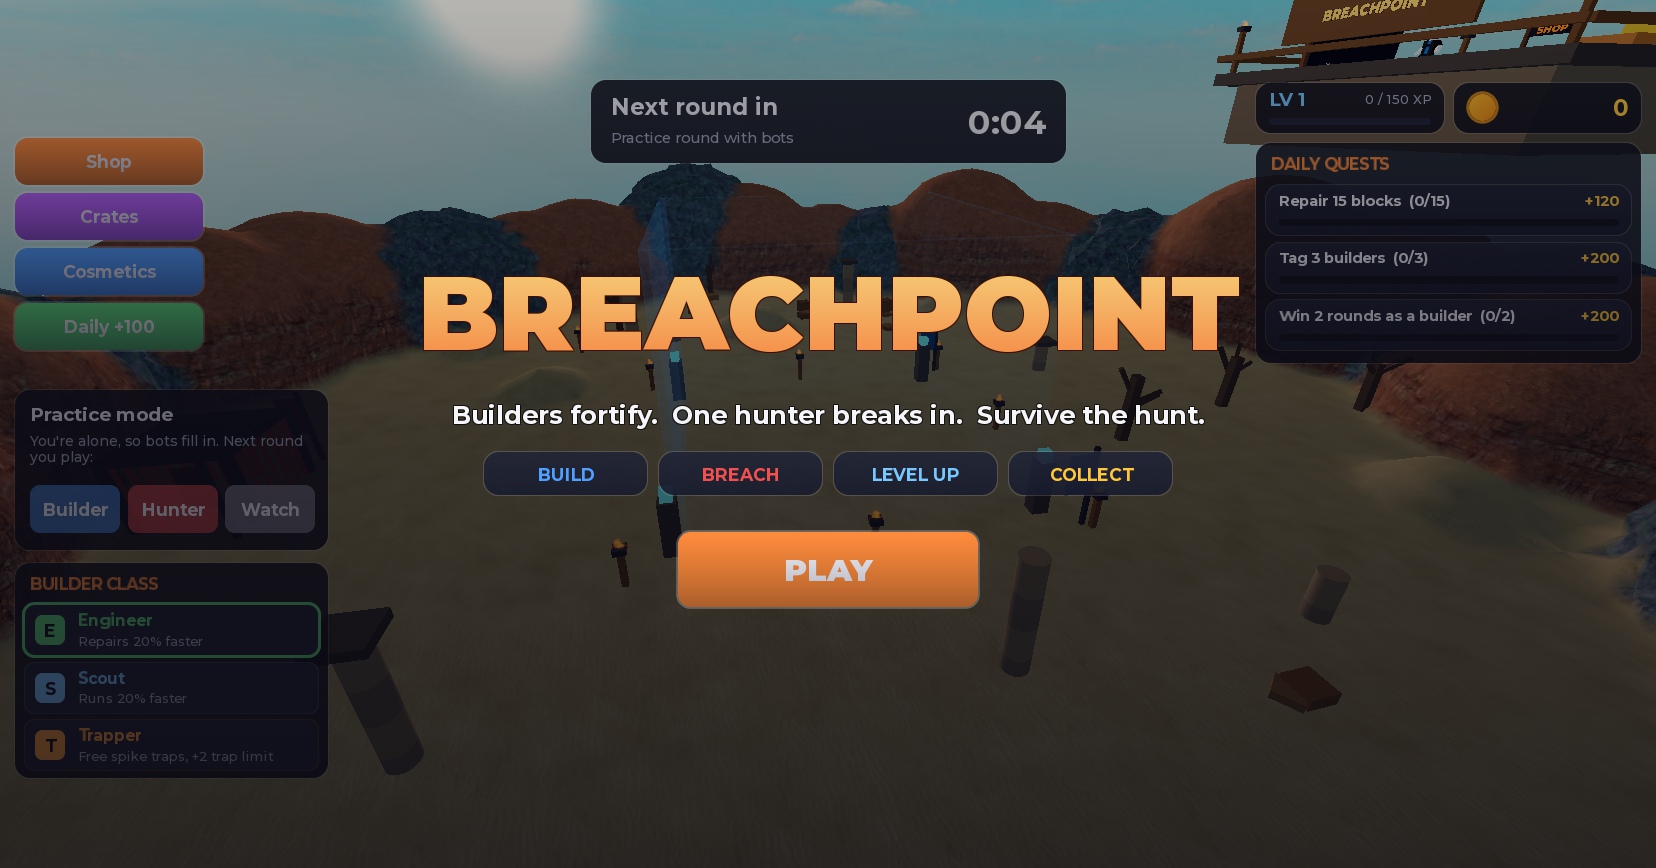 BREACHPOINT
SHOP
Next round in
Practice round with bots
0:04
LV 1
0 / 150 XP
0
Shop
Crates
Cosmetics
Daily +100
DAILY QUESTS
Repair 15 blocks (0/15)
+120
Tag 3 builders (0/3)
+200
Win 2 rounds as a builder (0/2)
+200
BREACHPOINT
Builders fortify. One hunter breaks in. Survive the hunt.
BUILD
BREACH
LEVEL UP
COLLECT
PLAY
Practice mode
You're alone, so bots fill in. Next round
you play:
Builder
Hunter
Watch
BUILDER CLASS
E
Engineer
Repairs 20% faster
S
Scout
Runs 20% faster
T
Trapper
Free spike traps, +2 trap limit